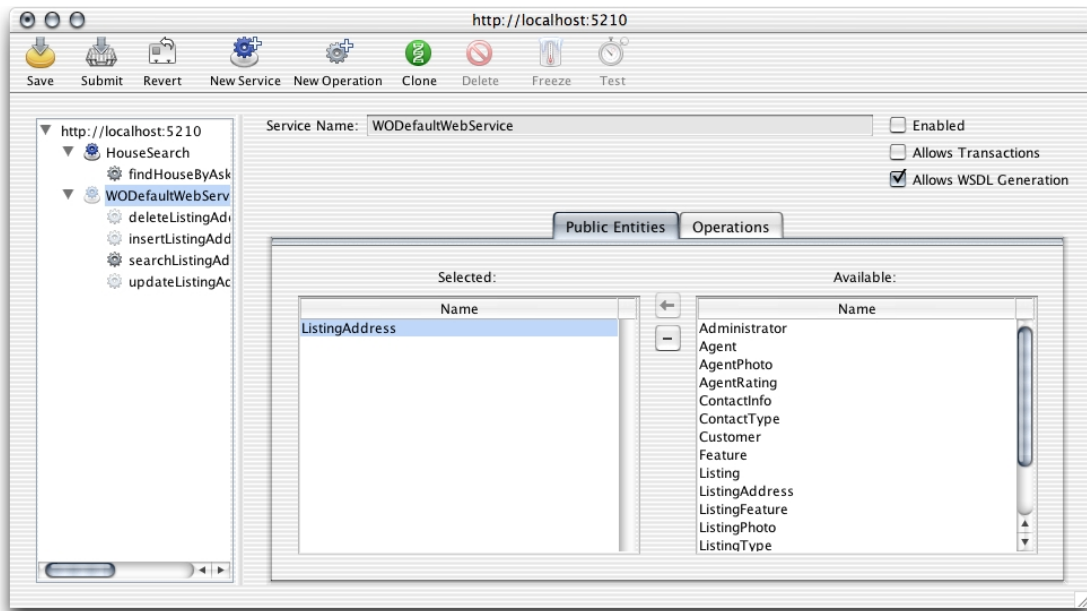 http://localhost:5210
Save Submit Revert New Service New Operation Clone Delete Freeze Test
http://localhost:5210
HouseSearch
findHouseByAsk
WODefaultWebServ
deleteListingAd
insertListingAdd
searchListingAd
updateListingAc
Service Name: WODefaultWebService
Enabled
Allows Transactions
Allows WSDL Generation
Public Entities Operations
Selected:
Name
ListingAddress
Available:
Name
Administrator
Agent
AgentPhoto
AgentRating
ContactInfo
ContactType
Customer
Feature
Listing
ListingAddress
ListingFeature
ListingPhoto
ListingType